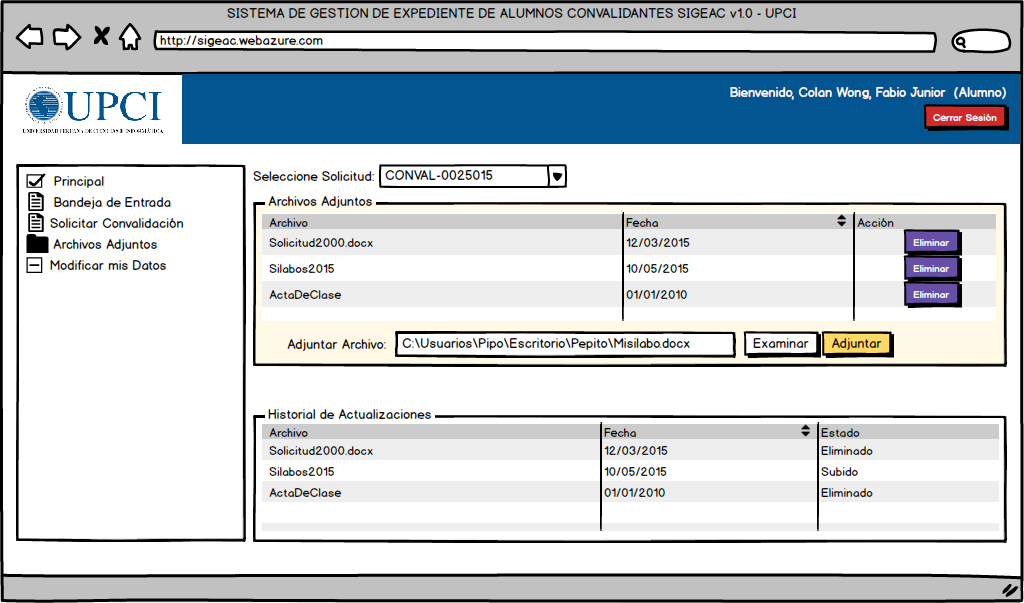 SISTEMA DE GESTION DE EXPEDIENTE DE ALUMNOS CONVALIDANTES SIGEAC v1.0 - UPCI
http://sigeac.webazure.com
UPCI
UNIVERSIDAD PERUANA DE CIENCIAS E INFORMÁTICA
Bienvenido, Colan Wong, Fabio Junior (Alumno)
Cerrar Sesión
Principal
Bandeja de Entrada
Solicitar Convalidación
Archivos Adjuntos
Modificar mis Datos
Seleccione Solicitud: CONVAL-0025015
Archivos Adjuntos
Archivo Fecha Acción
Solicitud2000.docx 12/03/2015 Eliminar
Silabos2015 10/05/2015 Eliminar
ActaDeClase 01/01/2010 Eliminar
Adjuntar Archivo: C:\Usuarios\Pipo\Escritorio\Pepito\Misilabo.docx Examinar Adjuntar
Historial de Actualizaciones
Archivo Fecha Estado
Solicitud2000.docx 12/03/2015 Eliminado
Silabos2015 10/05/2015 Subido
ActaDeClase 01/01/2010 Eliminado